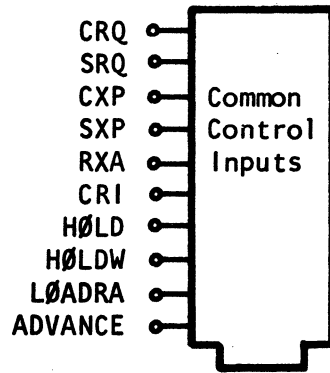 CRQ
SRQ
CXP
SXP
RXA
CRI
HØLD
HØLDW
LØADRA
ADVANCE
Common
Control
Inputs